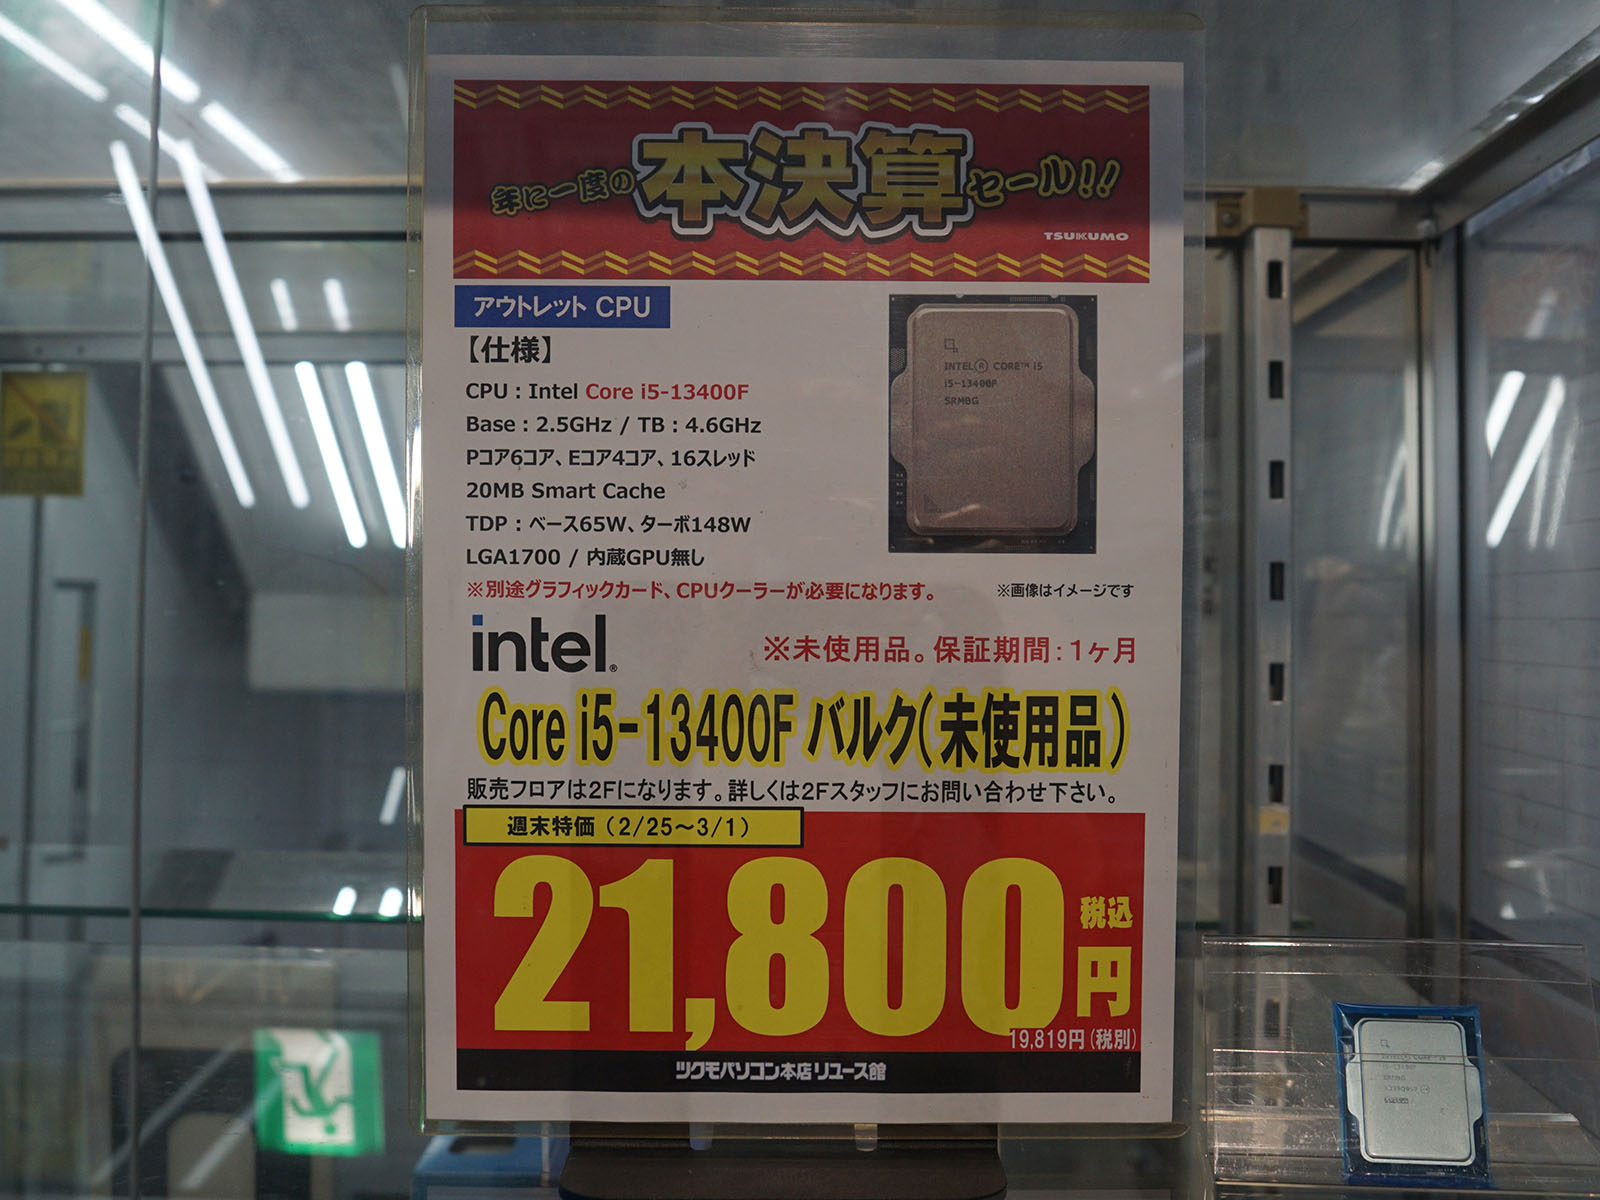 年に一度の本決算セール!!
TSUKUMO
アウトレット CPU
【仕様】
CPU : Intel Core i5-13400F
Base : 2.5GHz / TB : 4.6GHz
Pコア6コア、Eコア4コア、16スレッド
20MB Smart Cache
TDP : ベース65W、ターボ148W
LGA1700 / 内蔵GPU無し
※別途グラフィックカード、CPUクーラーが必要になります。
INTEL® CORE™ i5
i5-13400F
SRMBG
※画像はイメージです
intel.
※未使用品。保証期間:1ヶ月
Core i5-13400F バルク(未使用品)
販売フロアは2Fになります。詳しくは2Fスタッフにお問い合わせ下さい。
週末特価(2/25~3/1)
21,800円 税込
19,819円(税別)
ツクモパソコン本店リユース館